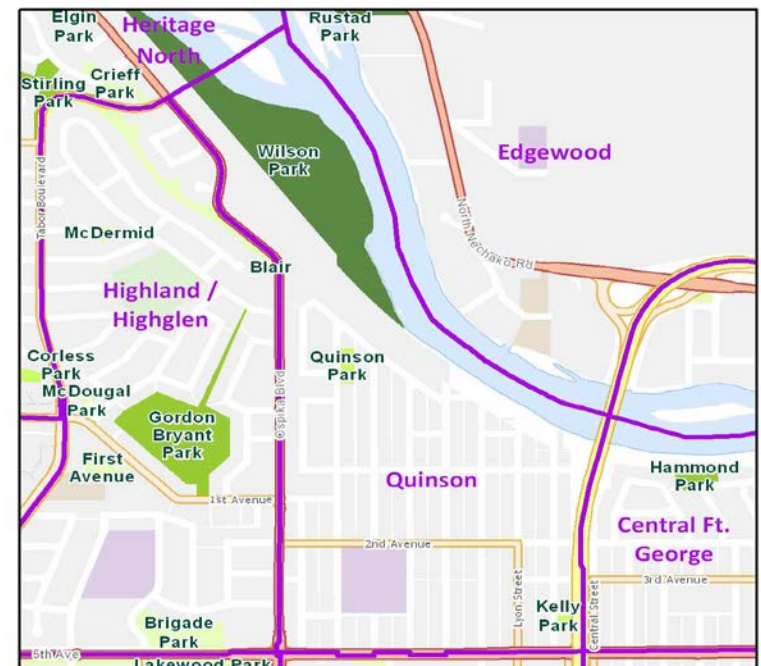 Elgin
Park
Heritage
North
Rustad
Park
Stirling
Park
Crieff
Park
Wilson
Park
Edgewood
Tabor Boulevard
McDermid
North Nechako Rd
Blair
Highland /
Highglen
Corless
Park
McDougal
Park
Quinson
Park
Ospika Blvd
Gordon
Bryant
Park
First
Avenue
1st Avenue
Quinson
Hammond
Park
Central Ft.
George
2nd Avenue
Lyon Street
3rd Avenue
Central Street
Kelly
Park
Brigade
Park
5th Ave
Lakewood Park